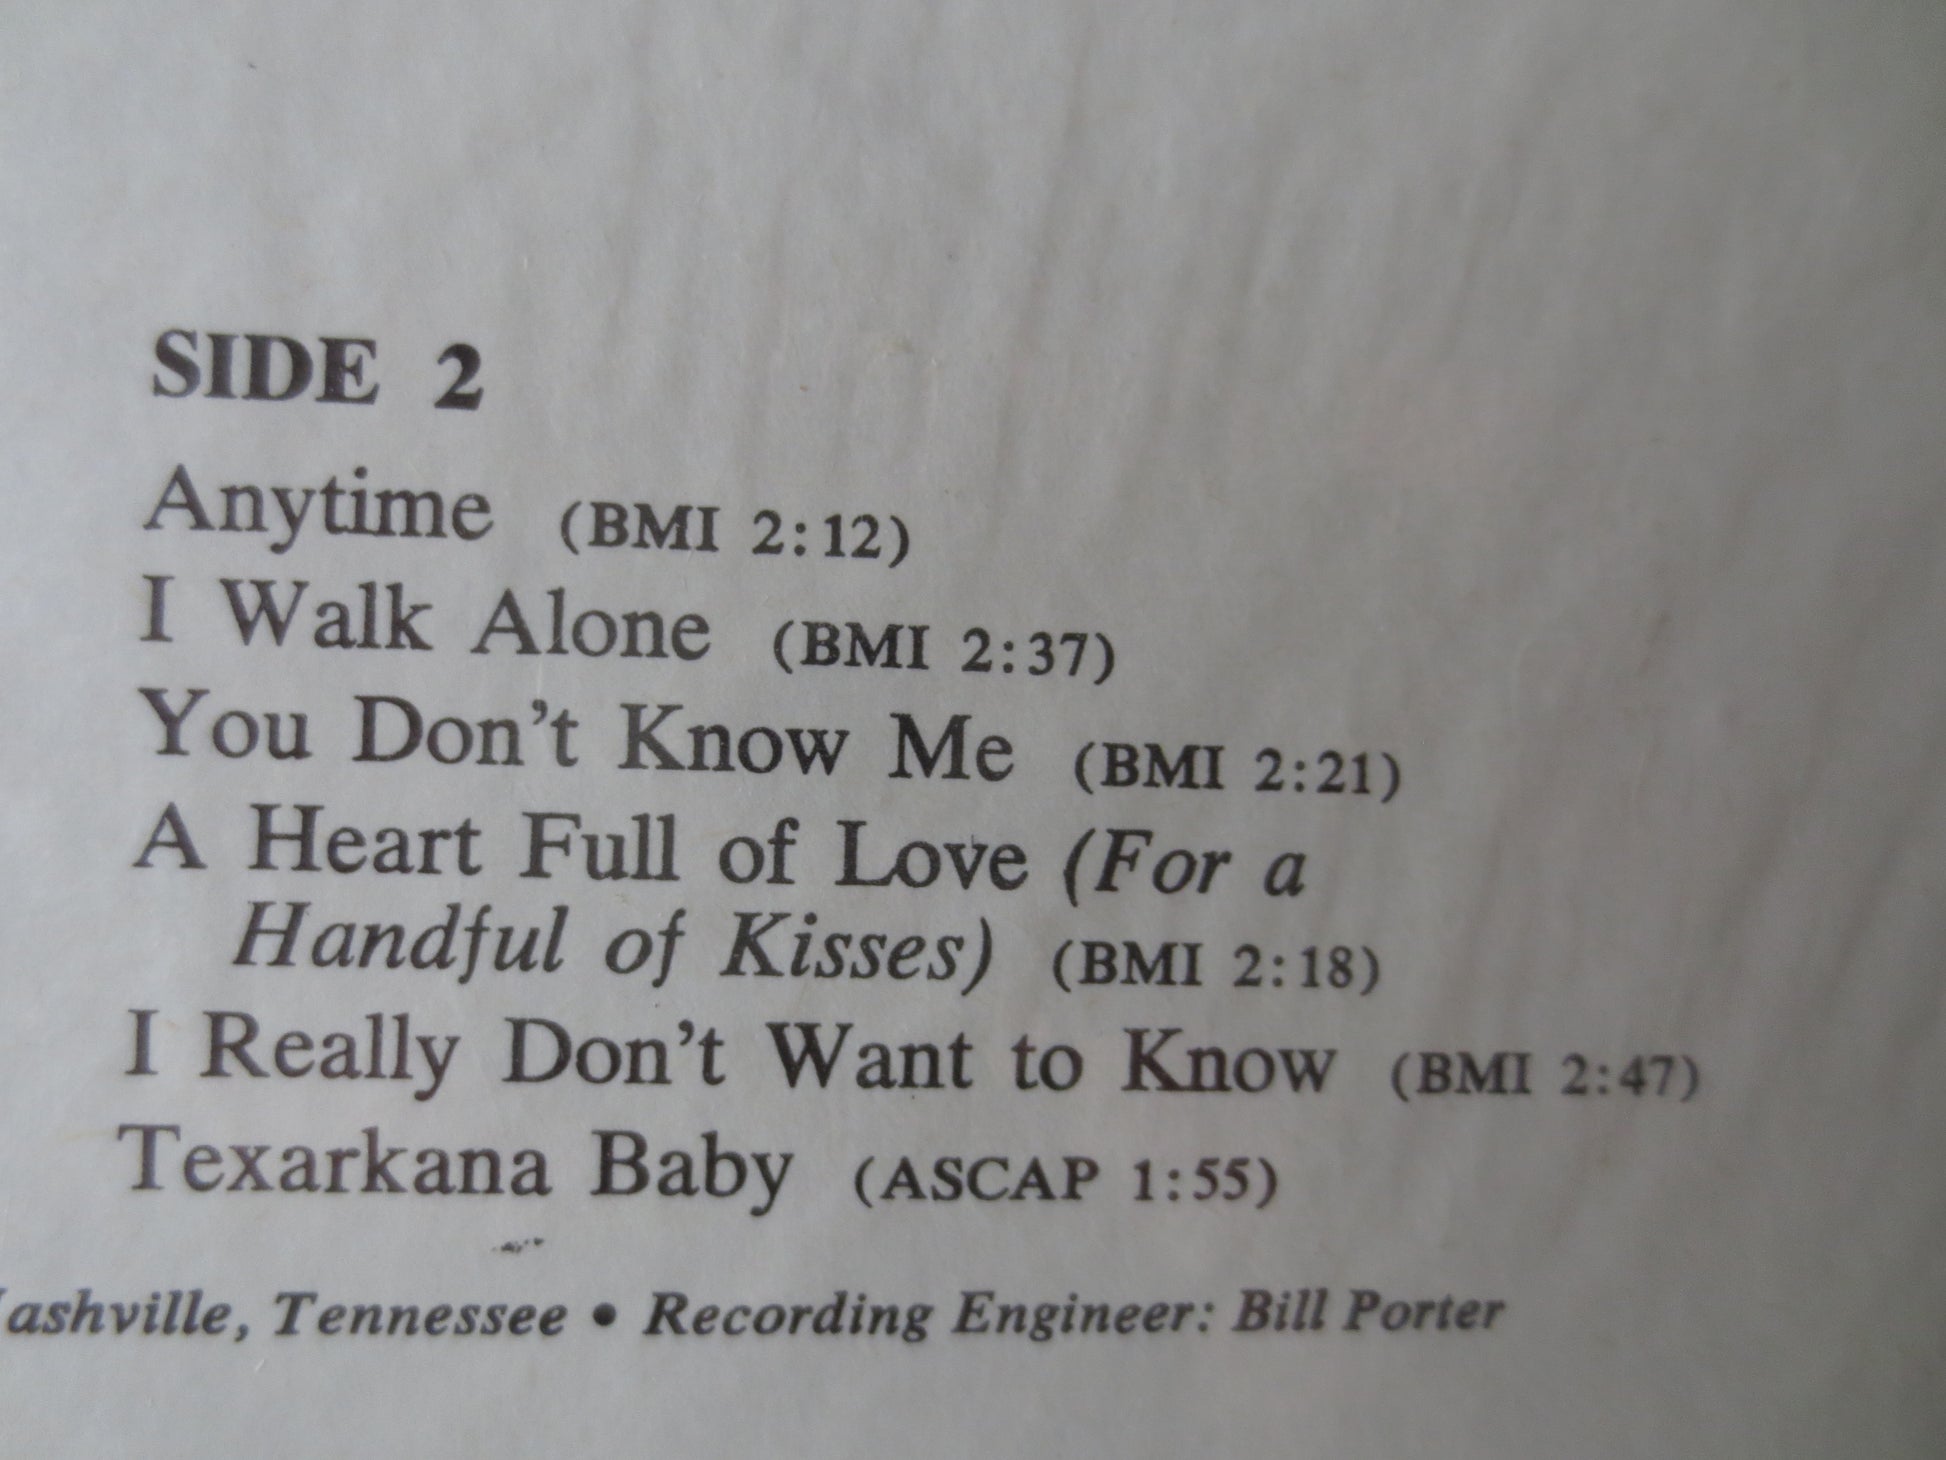 SIDE 2
Anytime (BMI 2:12)
I Walk Alone (BMI 2:37)
You Don't Know Me (BMI 2:21)
A Heart Full of Love (For a
Handful of Kisses) (BMI 2:18)
I Really Don't Want to Know (BMI 2:47)
Texarkana Baby (ASCAP 1:55)
ashville, Tennessee • Recording Engineer: Bill Porter